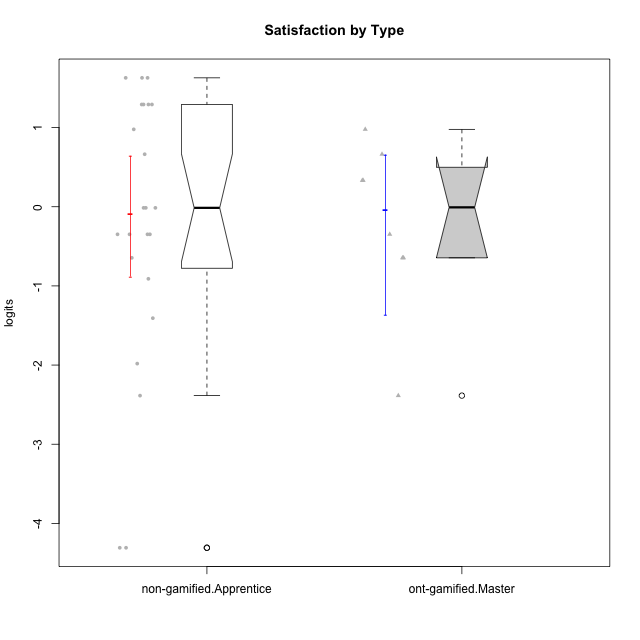 Satisfaction by Type
logits
1
0
-1
-2
-3
-4
non-gamified.Apprentice
ont-gamified.Master